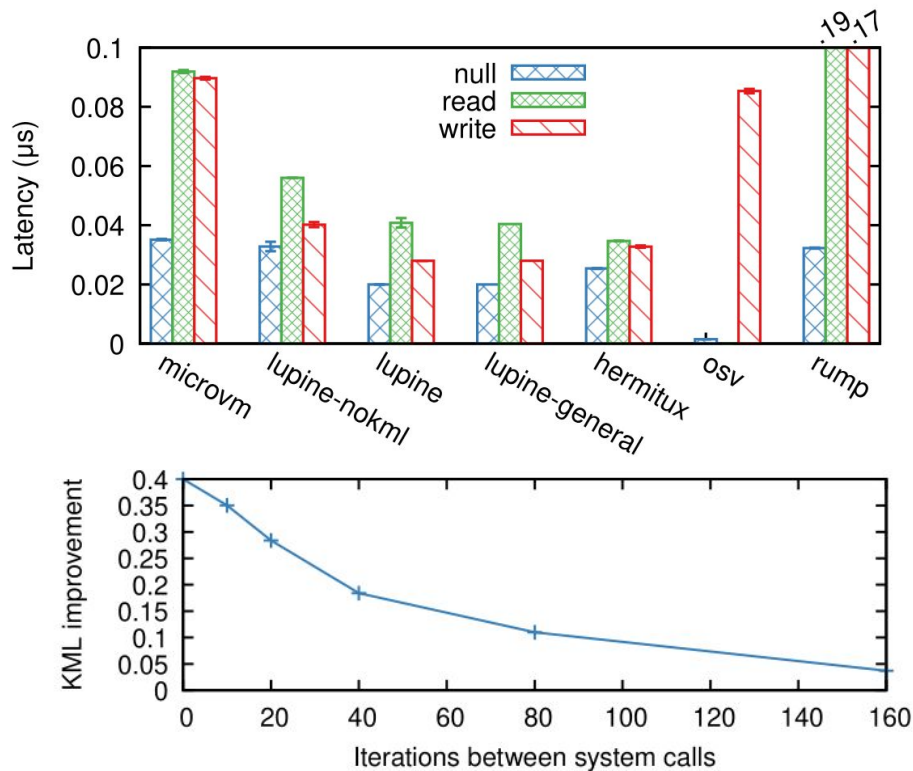 .19 .17
0.1
0.08
0.06
0.04
0.02
0
Latency (µs)
null
read
write
microvm
lupine-nokml
lupine
lupine-general
hermitux
osv
rump
0.4
0.35
0.3
0.25
0.2
0.15
0.1
0.05
0
KML improvement
0 20 40 60 80 100 120 140 160
Iterations between system calls